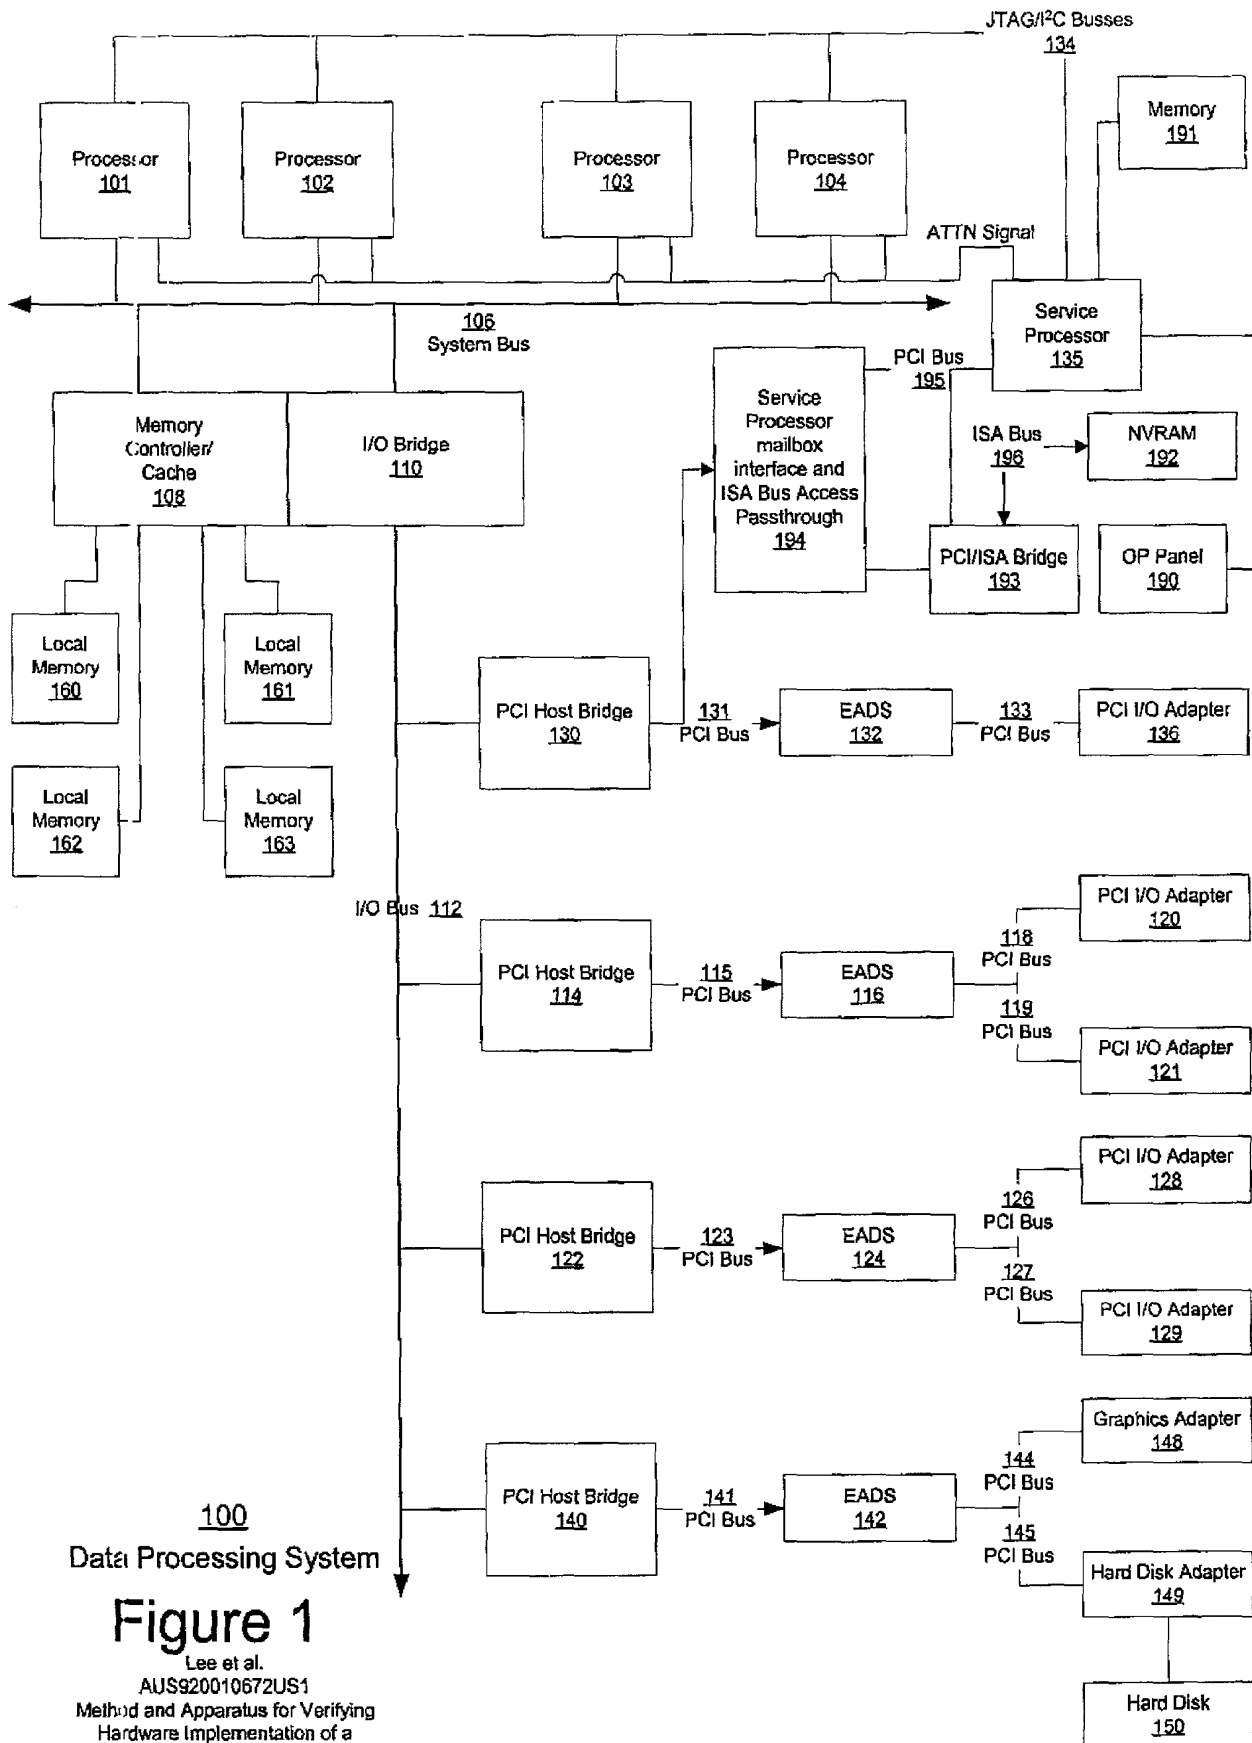 JTAG/I²C Busses
134
Memory
191
Processor
101
Processor
102
Processor
103
Processor
104
ATTN Signal
106
System Bus
Service
Processor
135
PCI Bus
195
Memory
Controller/
Cache
108
I/O Bridge
110
Service
Processor
mailbox
interface and
ISA Bus Access
Passthrough
194
ISA Bus
196
NVRAM
192
PCI/ISA Bridge
193
OP Panel
190
Local
Memory
160
Local
Memory
161
Local
Memory
162
Local
Memory
163
PCI Host Bridge
130
131
PCI Bus
EADS
132
133
PCI Bus
PCI I/O Adapter
136
I/O Bus 112
PCI Host Bridge
114
115
PCI Bus
EADS
116
118
PCI Bus
119
PCI Bus
PCI I/O Adapter
120
PCI I/O Adapter
121
PCI Host Bridge
122
123
PCI Bus
EADS
124
126
PCI Bus
127
PCI Bus
PCI I/O Adapter
128
PCI I/O Adapter
129
PCI Host Bridge
140
141
PCI Bus
EADS
142
144
PCI Bus
145
PCI Bus
Graphics Adapter
148
Hard Disk Adapter
149
Hard Disk
150
100
Data Processing System
Figure 1
Lee et al.
AUS920010672US1
Method and Apparatus for Verifying
Hardware Implementation of a